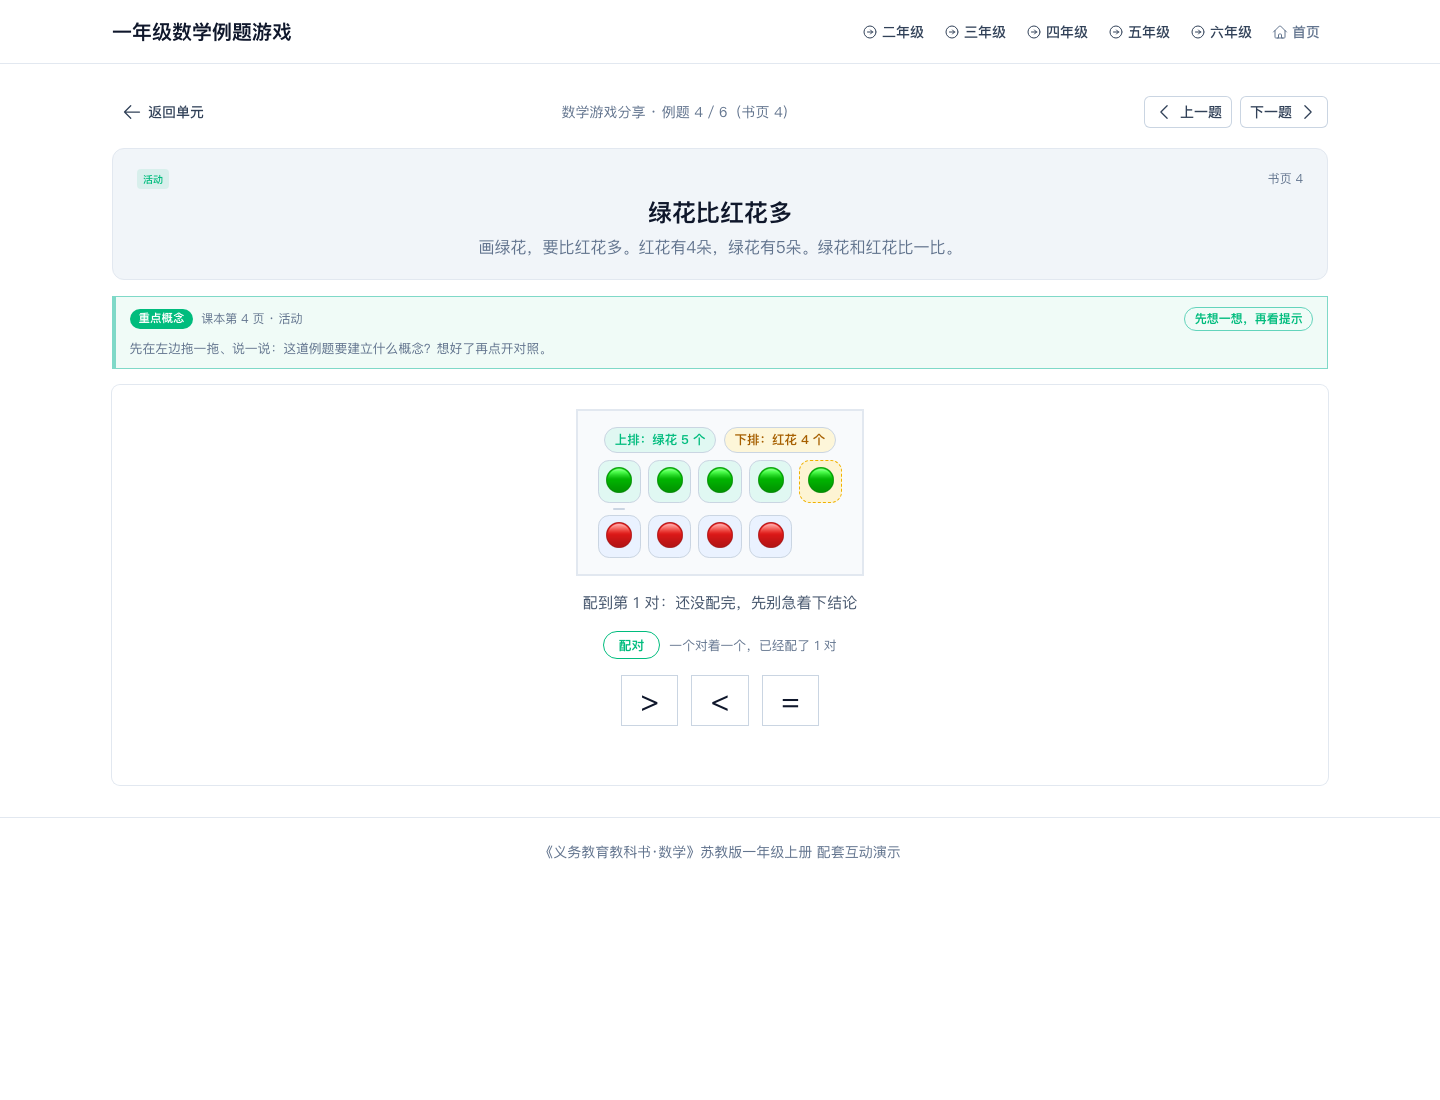 一年级数学例题游戏
二年级 三年级 四年级 五年级 六年级 首页
返回单元 数学游戏分享 · 例题 4 / 6（书页 4） 上一题 下一题
活动 书页 4
绿花比红花多
画绿花，要比红花多。红花有4朵，绿花有5朵。绿花和红花比一比。
重点概念 课本第 4 页 · 活动 先想一想，再看提示
先在左边拖一拖、说一说：这道例题要建立什么概念？想好了再点开对照。
上排：绿花 5 个 下排：红花 4 个
配到第 1 对：还没配完，先别急着下结论
配对 一个对着一个，已经配了 1 对
> < =
《义务教育教科书·数学》苏教版一年级上册 配套互动演示